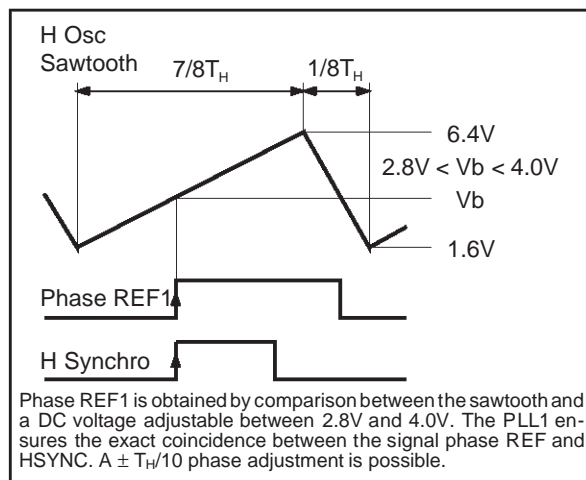 H Osc
Sawtooth
7/8T_H
1/8T_H
6.4V
2.8V < Vb < 4.0V
Vb
1.6V
Phase REF1
H Synchro
Phase REF1 is obtained by comparison between the sawtooth and
a DC voltage adjustable between 2.8V and 4.0V. The PLL1 en-
sures the exact coincidence between the signal phase REF and
HSYNC. A ± T_H/10 phase adjustment is possible.